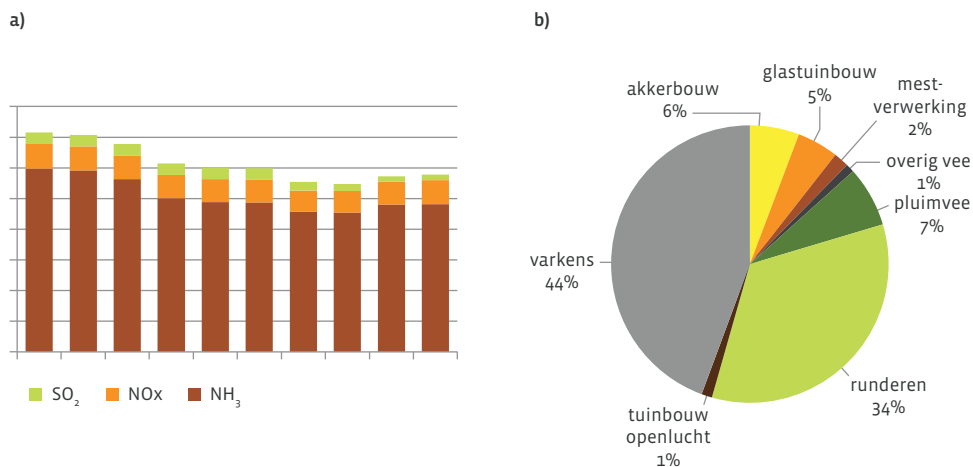 a)
SO₂ NOx NH₃
b)
akkerbouw
6%
glastuinbouw
5%
mest-
verwerking
2%
overig vee
1%
pluimvee
7%
runderen
34%
tuinbouw
openlucht
1%
varkens
44%